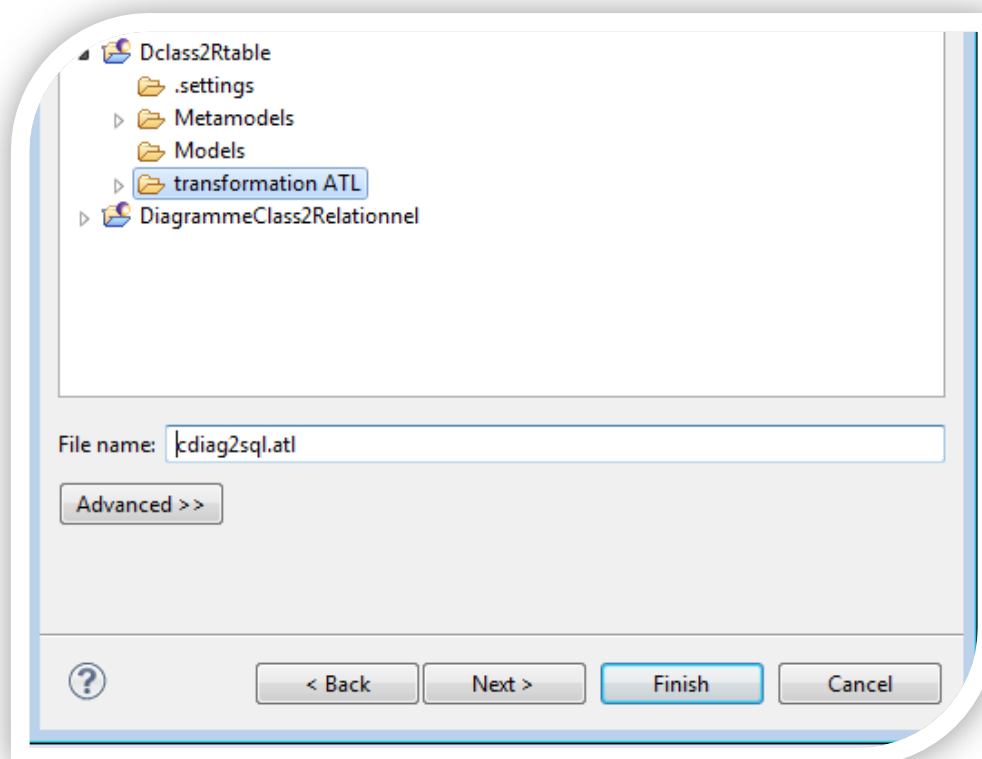 Dclass2Rtable
.settings
Metamodels
Models
transformation ATL
DiagrammeClass2Relationnel
File name: cdiag2sql.atl
Advanced >>
? < Back Next > Finish Cancel